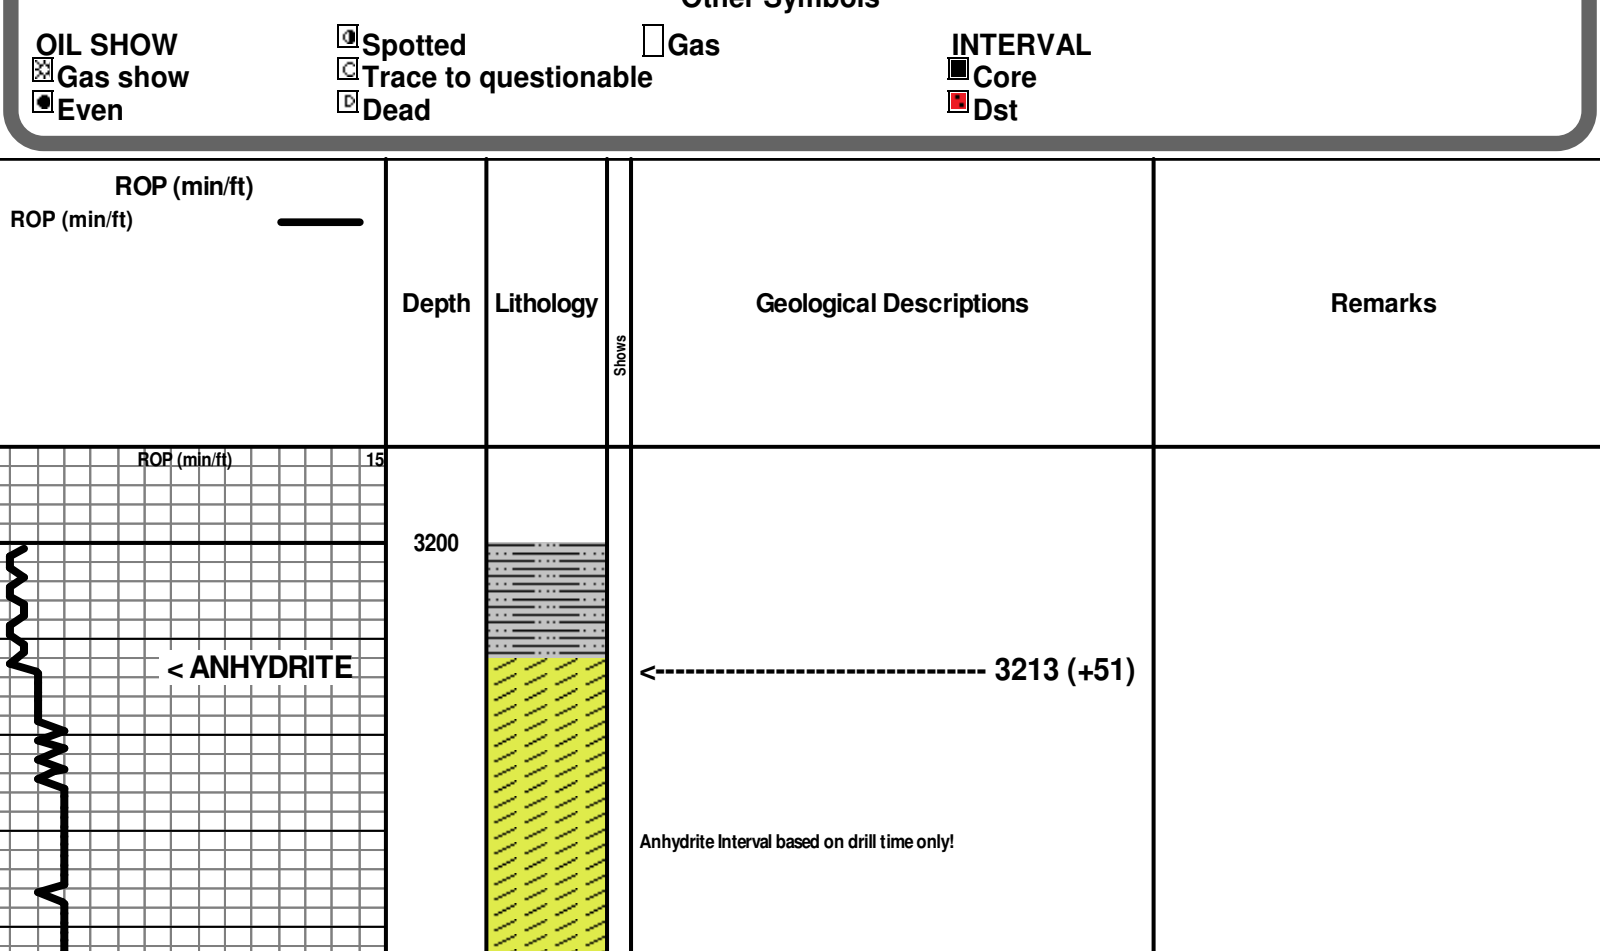 Other Symbols
OIL SHOW
Gas show
Even
Spotted
Trace to questionable
Dead
Gas
INTERVAL
Core
Dst
ROP (min/ft)
ROP (min/ft)
Depth
Lithology
Shows
Geological Descriptions
Remarks
ROP (min/ft) 15
3200
< ANHYDRITE
<--------------------------------- 3213 (+51)
Anhydrite Interval based on drill time only!